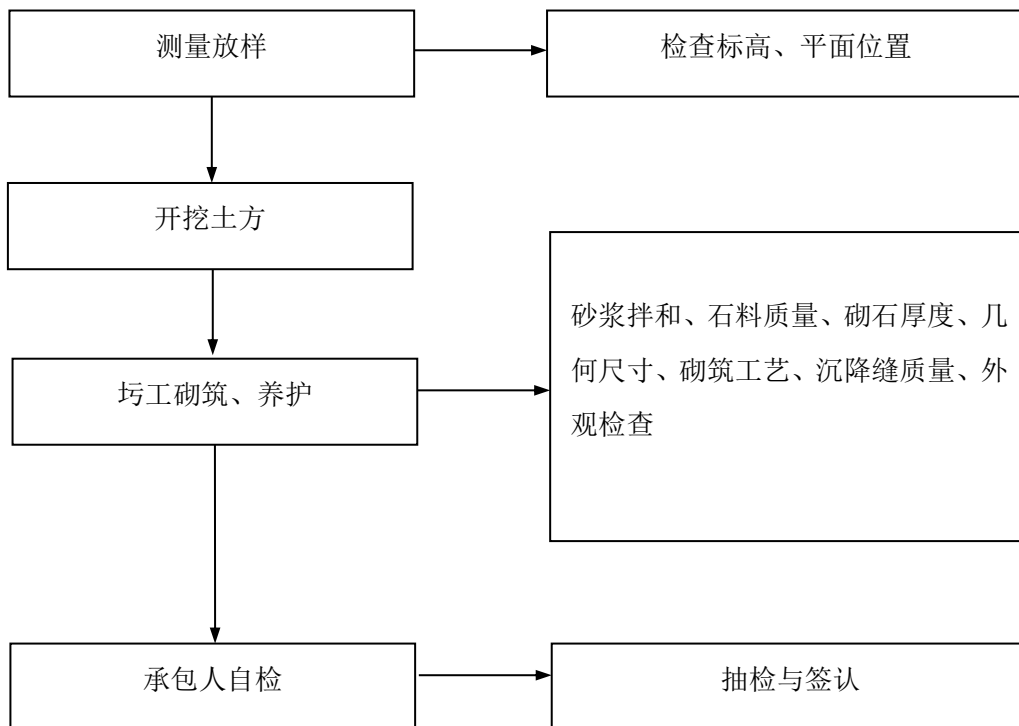 测量放样
检查标高、平面位置
开挖土方
砂浆拌和、石料质量、砌石厚度、几
何尺寸、砌筑工艺、沉降缝质量、外
观检查
圬工砌筑、养护
承包人自检
抽检与签认